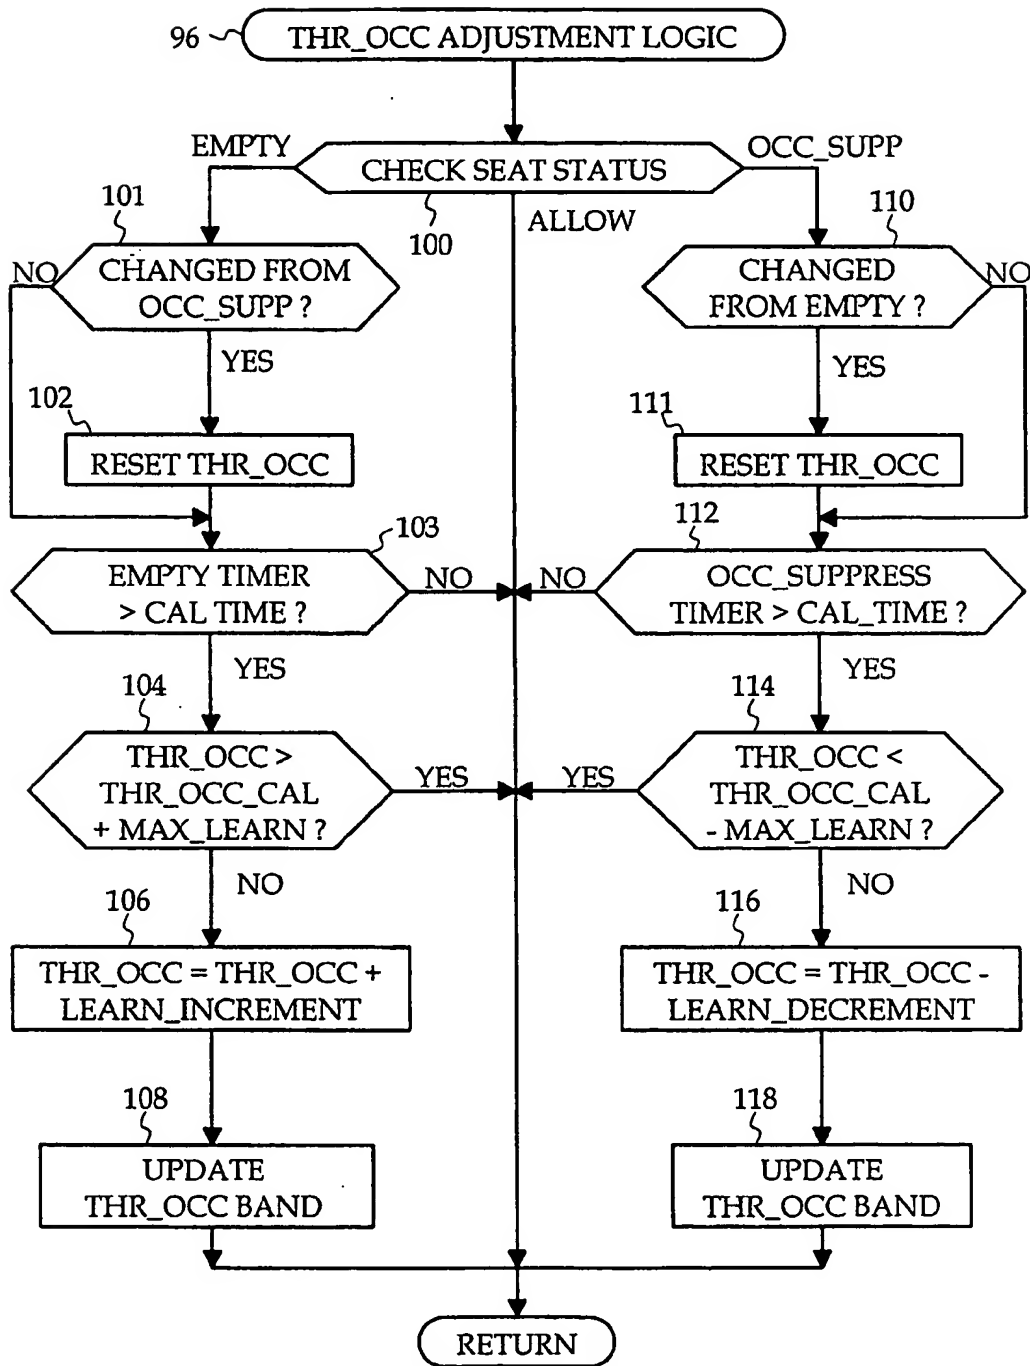 96
THR_OCC ADJUSTMENT LOGIC
EMPTY
CHECK SEAT STATUS
OCC_SUPP
100
ALLOW
101
CHANGED FROM
OCC_SUPP ?
NO
YES
110
CHANGED
FROM EMPTY ?
NO
YES
102
RESET THR_OCC
111
RESET THR_OCC
103
EMPTY TIMER
> CAL TIME ?
NO
YES
112
OCC_SUPPRESS
TIMER > CAL_TIME ?
NO
YES
104
THR_OCC >
THR_OCC_CAL
+ MAX_LEARN ?
YES
NO
114
THR_OCC <
THR_OCC_CAL
- MAX_LEARN ?
YES
NO
106
THR_OCC = THR_OCC +
LEARN_INCREMENT
116
THR_OCC = THR_OCC -
LEARN_DECREMENT
108
UPDATE
THR_OCC BAND
118
UPDATE
THR_OCC BAND
RETURN